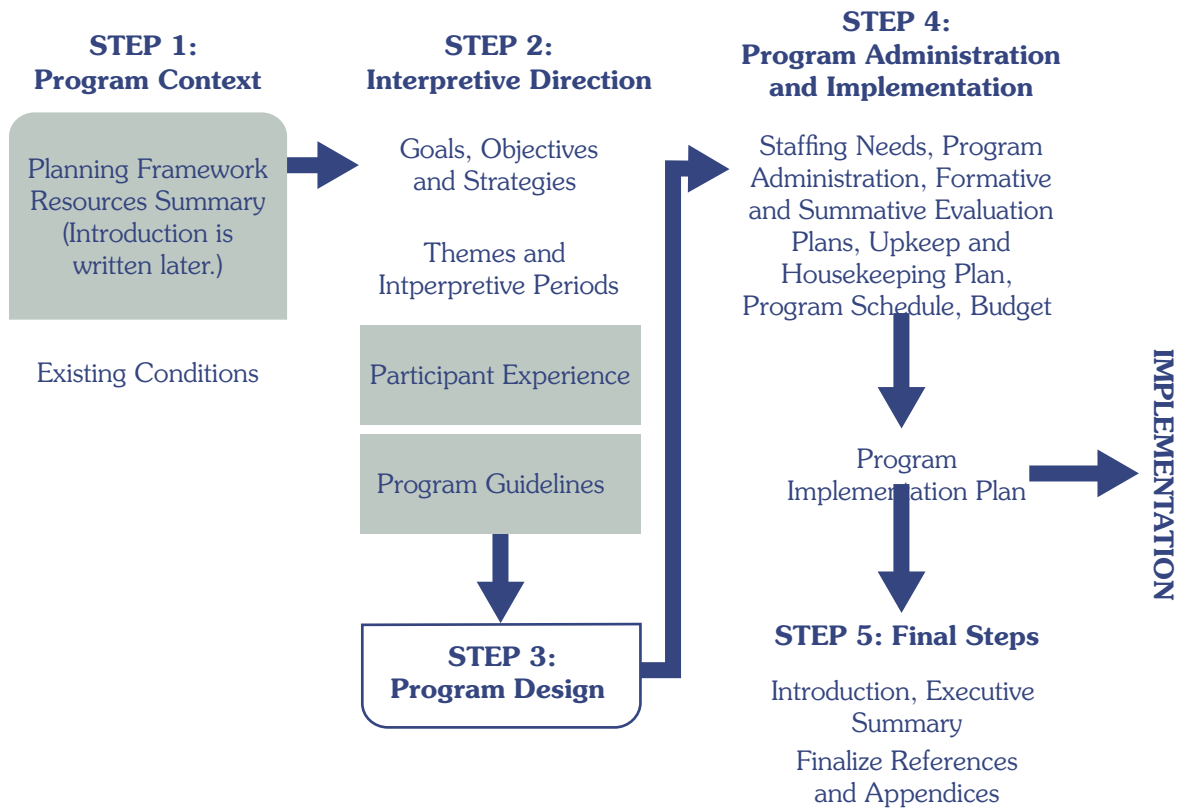 STEP 1:
Program Context
Planning Framework
Resources Summary
(Introduction is
written later.)
Existing Conditions
STEP 2:
Interpretive Direction
Goals, Objectives
and Strategies
Themes and
Intperpretive Periods
Participant Experience
Program Guidelines
STEP 3:
Program Design
STEP 4:
Program Administration
and Implementation
Staffing Needs, Program
Administration, Formative
and Summative Evaluation
Plans, Upkeep and
Housekeeping Plan,
Program Schedule, Budget
Program
Implementation Plan
IMPLEMENTATION
STEP 5: Final Steps
Introduction, Executive
Summary
Finalize References
and Appendices